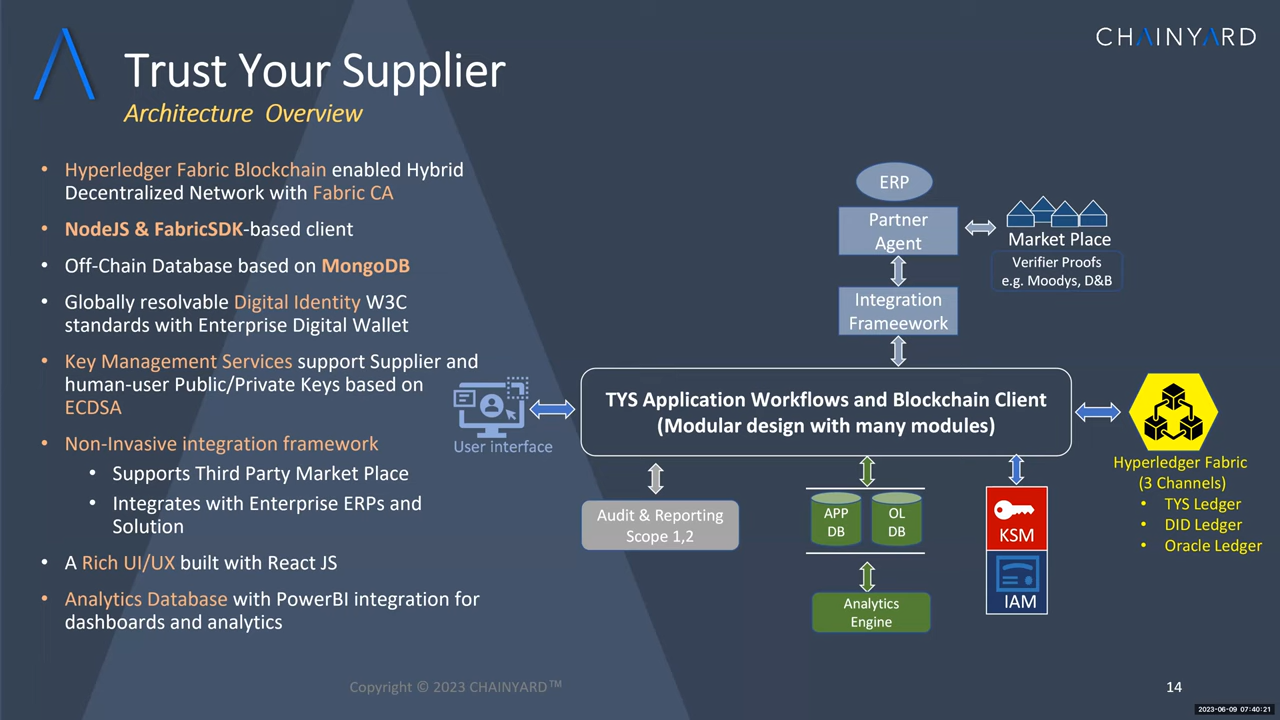 CHAINYARD
Trust Your Supplier
Architecture Overview
• Hyperledger Fabric Blockchain enabled Hybrid
Decentralized Network with Fabric CA
• NodeJS & FabricSDK-based client
• Off-Chain Database based on MongoDB
• Globally resolvable Digital Identity W3C
standards with Enterprise Digital Wallet
• Key Management Services support Supplier and
human-user Public/Private Keys based on
ECDSA
• Non-Invasive integration framework
• Supports Third Party Market Place
• Integrates with Enterprise ERPs and
Solution
• A Rich UI/UX built with React JS
• Analytics Database with PowerBI integration for
dashboards and analytics
ERP
Partner
Agent
Market Place
Verifier Proofs
e.g. Moodys, D&B
Integration
Frameework
User interface
TYS Application Workflows and Blockchain Client
(Modular design with many modules)
Hyperledger Fabric
(3 Channels)
• TYS Ledger
• DID Ledger
• Oracle Ledger
Audit & Reporting
Scope 1,2
APP
DB
OL
DB
Analytics
Engine
KSM
IAM
Copyright © 2023 CHAINYARD™
14
2023-06-09 07:40:21